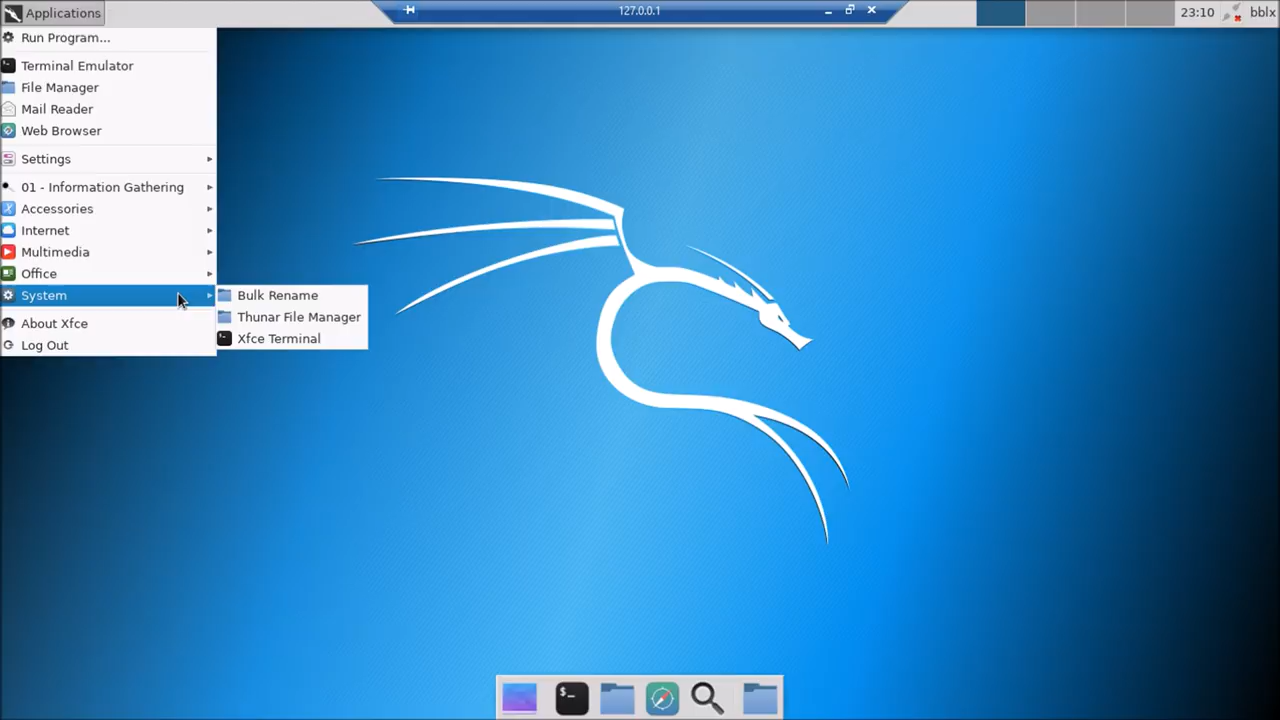 Applications
127.0.0.1
23:10
bblx
Run Program...
Terminal Emulator
File Manager
Mail Reader
Web Browser
Settings
01 - Information Gathering
Accessories
Internet
Multimedia
Office
System
About Xfce
Log Out
Bulk Rename
Thunar File Manager
Xfce Terminal
$-